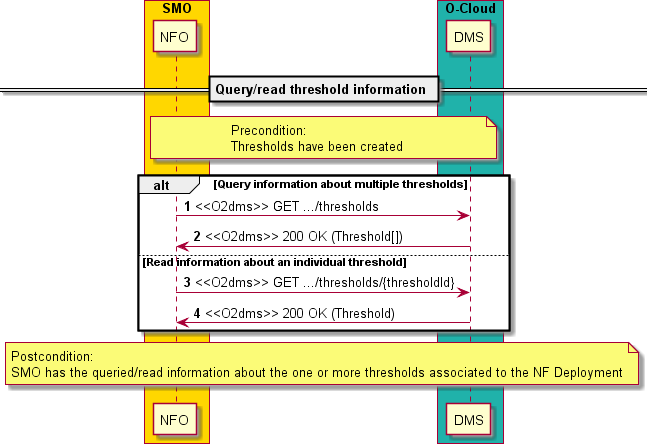 SMO
O-Cloud
NFO
DMS
Query/read threshold information
Precondition:
Thresholds have been created
alt
[Query information about multiple thresholds]
1 <<O2dms>> GET .../thresholds
2 <<O2dms>> 200 OK (Threshold[])
[Read information about an individual threshold]
3 <<O2dms>> GET .../thresholds/{thresholdId}
4 <<O2dms>> 200 OK (Threshold)
Postcondition:
SMO has the queried/read information about the one or more thresholds associated to the NF Deployment
NFO
DMS